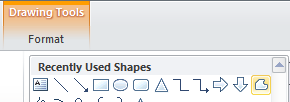 Drawing Tools
Format
Recently Used Shapes